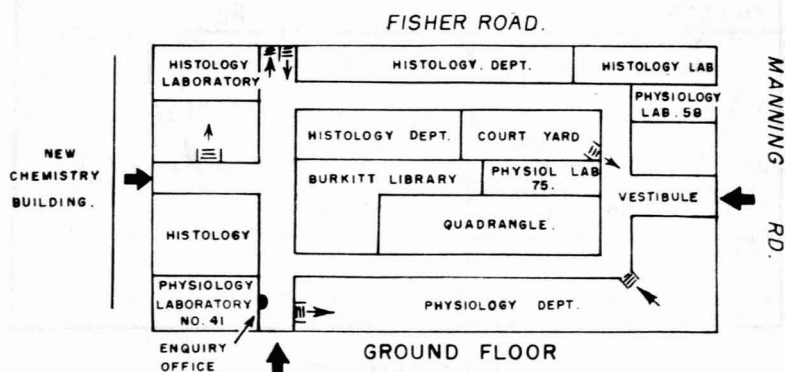 FISHER ROAD.
HISTOLOGY
LABORATORY
HISTOLOGY. DEPT.
HISTOLOGY LAB
MANNING RD.
PHYSIOLOGY
LAB. 58
HISTOLOGY DEPT.
COURT YARD
NEW
CHEMISTRY
BUILDING.
BURKITT LIBRARY
PHYSIOL LAB
75.
VESTIBULE
HISTOLOGY
QUADRANGLE.
PHYSIOLOGY
LABORATORY
NO. 41
PHYSIOLOGY DEPT.
ENQUIRY
OFFICE
GROUND FLOOR